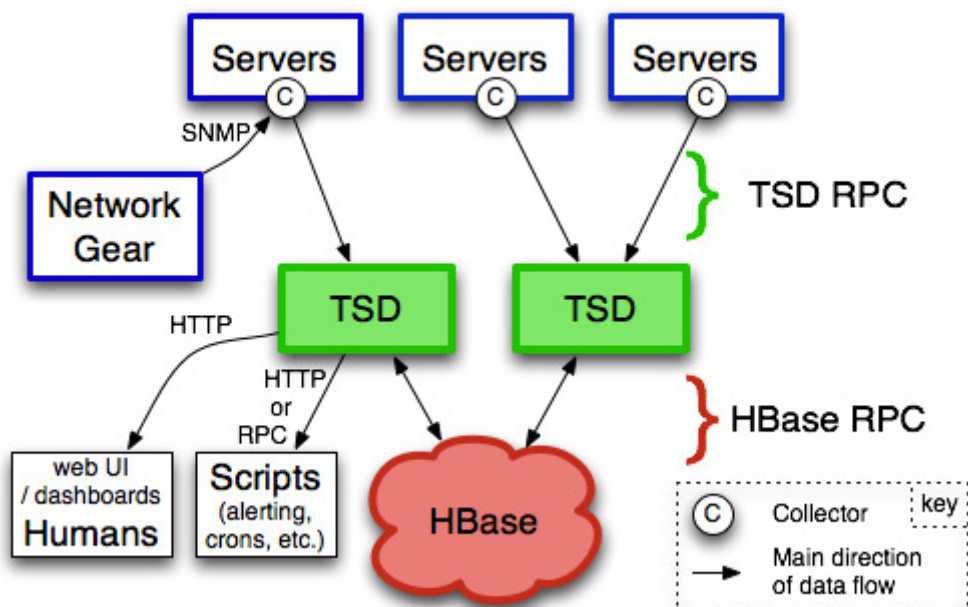 Servers
Servers
Servers
C
C
C
SNMP
Network
Gear
TSD RPC
TSD
TSD
HTTP
HTTP
or
RPC
HBase RPC
web UI
/ dashboards
Humans
Scripts
(alerting,
crons, etc.)
HBase
key
C
Collector
Main direction
of data flow